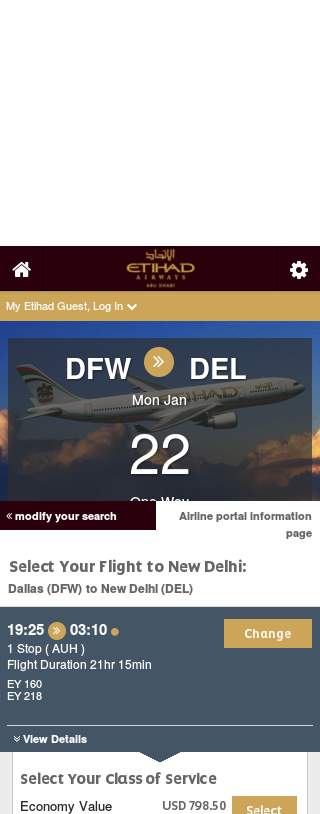 الإتحاد
ETIHAD
AIRWAYS
ABU DHABI
My Etihad Guest, Log In
DFW » DEL
Mon Jan
22
One Way
« modify your search
Airline portal information
page
Select Your Flight to New Delhi:
Dallas (DFW) to New Delhi (DEL)
19:25 » 03:10
Change
1 Stop ( AUH )
Flight Duration 21hr 15min
EY 160
EY 218
View Details
Select Your Class of Service
Economy Value USD 798.50 Select